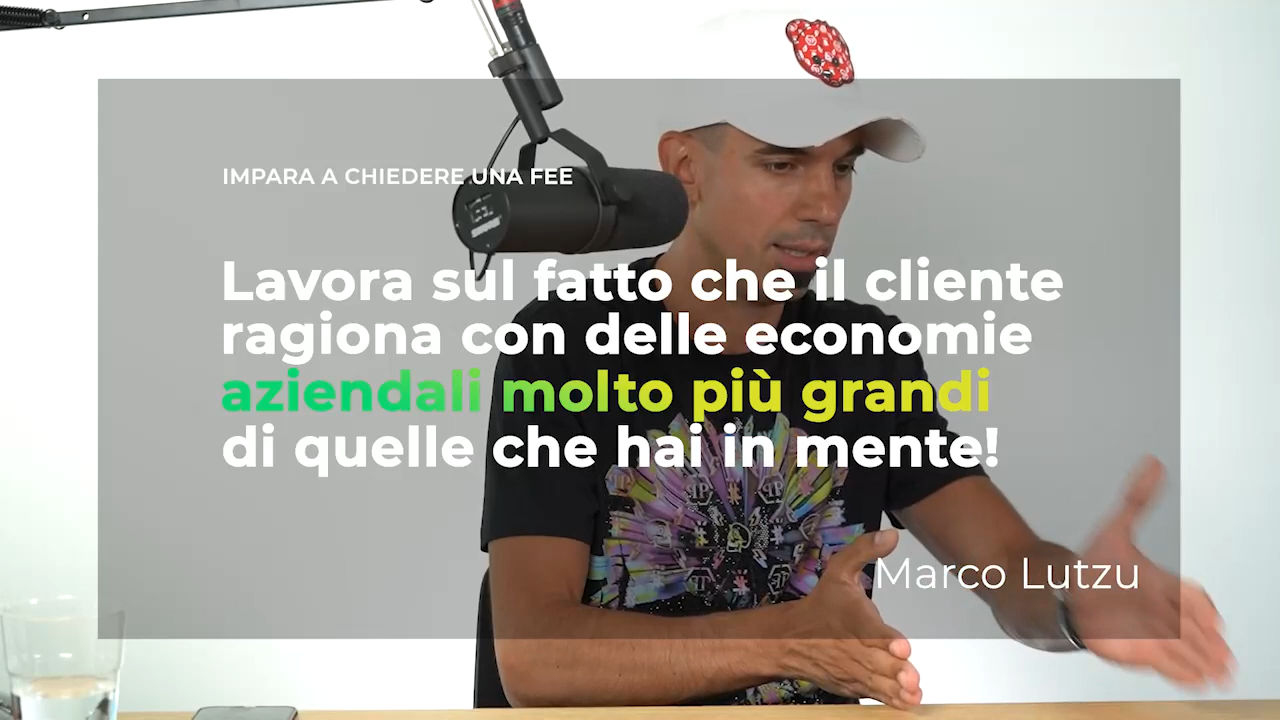 IMPARA A CHIEDERE UNA FEE
Lavora sul fatto che il cliente
ragiona con delle economie
aziendali molto più grandi
di quelle che hai in mente!
Marco Lutzu